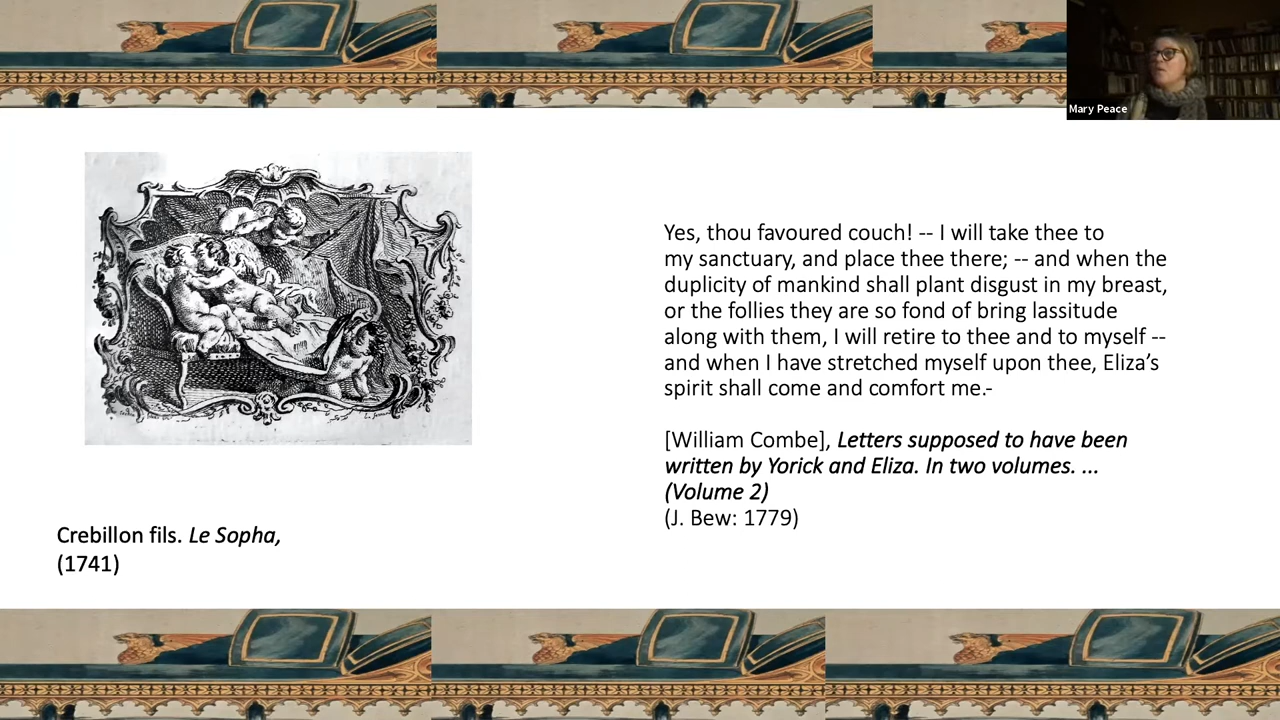 Mary Peace
Yes, thou favoured couch! -- I will take thee to
my sanctuary, and place thee there; -- and when the
duplicity of mankind shall plant disgust in my breast,
or the follies they are so fond of bring lassitude
along with them, I will retire to thee and to myself --
and when I have stretched myself upon thee, Eliza’s
spirit shall come and comfort me.-
[William Combe], Letters supposed to have been
written by Yorick and Eliza. In two volumes. ...
(Volume 2)
(J. Bew: 1779)
Crebillon fils. Le Sopha,
(1741)